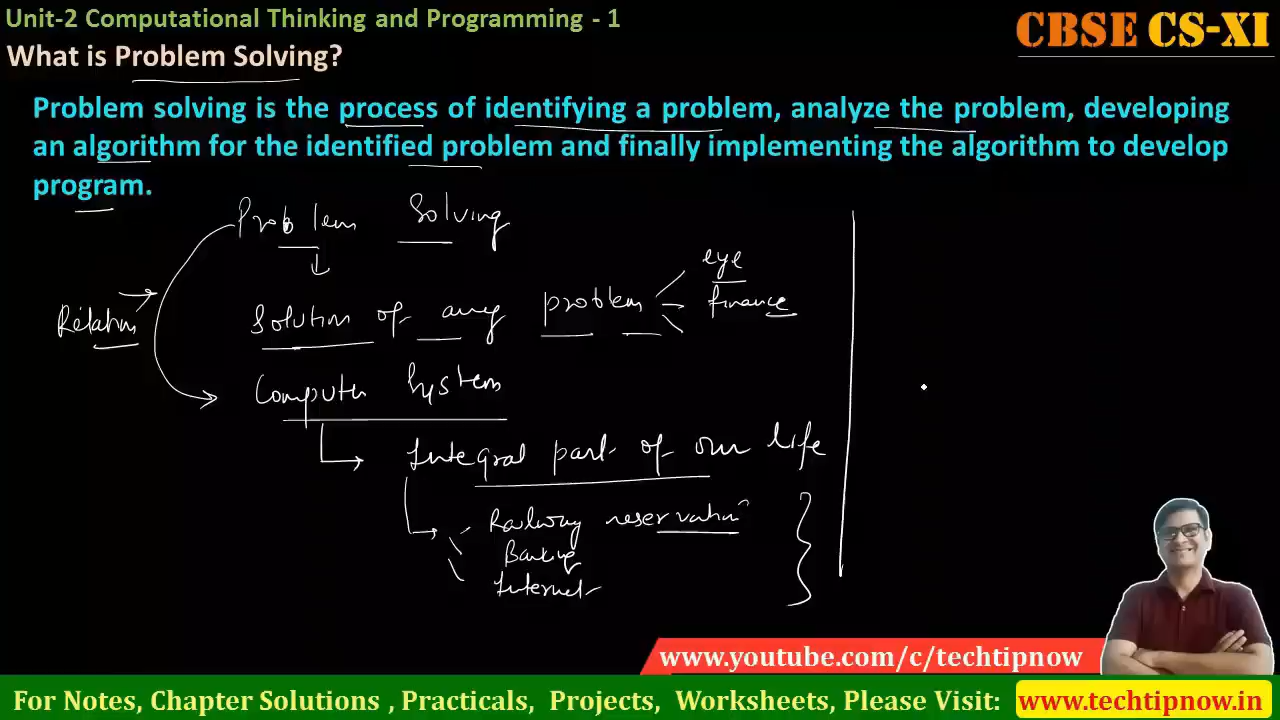 Unit-2 Computational Thinking and Programming - 1
CBSE CS-XI
What is Problem Solving?
Problem solving is the process of identifying a problem, analyze the problem, developing
an algorithm for the identified problem and finally implementing the algorithm to develop
program.
Problem Solving
Relation
Solution of any problem
eye
finance
Computer System
Integral part of our life
Railway reservation
Banking
Internet
www.youtube.com/c/techtipnow
For Notes, Chapter Solutions , Practicals, Projects, Worksheets, Please Visit: www.techtipnow.in